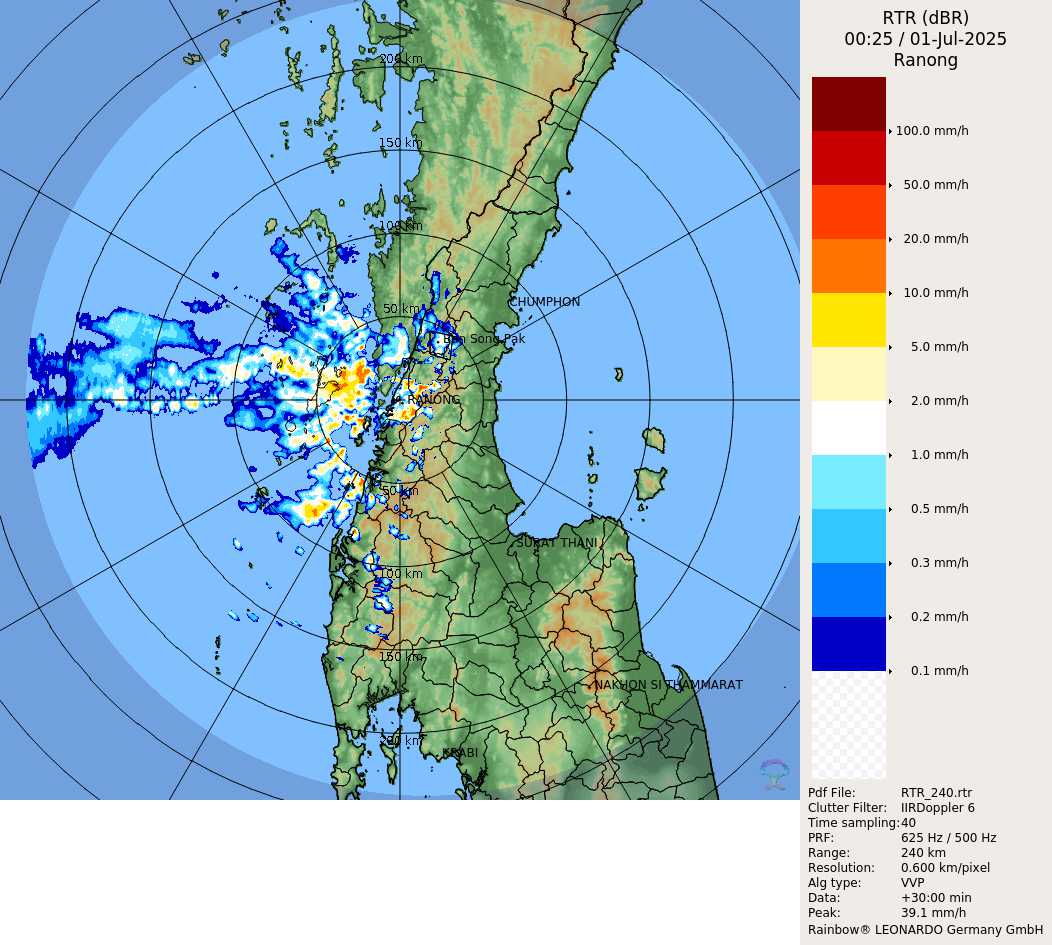 RTR (dBR)
00:25 / 01-Jul-2025
Ranong
100.0 mm/h
50.0 mm/h
20.0 mm/h
10.0 mm/h
5.0 mm/h
2.0 mm/h
1.0 mm/h
0.5 mm/h
0.3 mm/h
0.2 mm/h
0.1 mm/h
200 km
150 km
100 km
50 km
CHUMPHON
Ban Song Pak
RANONG
50 km
SURAT THANI
100 km
150 km
NAKHON SI THAMMARAT
200 km
KRABI
Pdf File: RTR_240.rtr
Clutter Filter: IIRDoppler 6
Time sampling: 40
PRF: 625 Hz / 500 Hz
Range: 240 km
Resolution: 0.600 km/pixel
Alg type: VVP
Data: +30:00 min
Peak: 39.1 mm/h
Rainbow® LEONARDO Germany GmbH